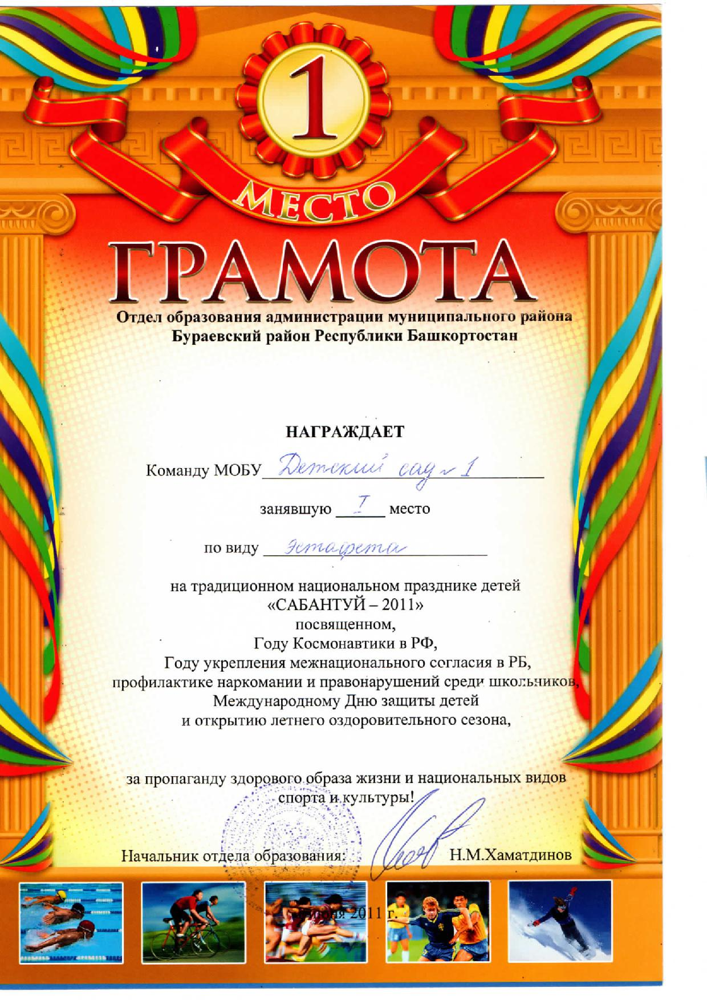 1
МЕСТО
ГРАМОТА
Отдел образования администрации муниципального района
Бураевский район Республики Башкортостан
НАГРАЖДАЕТ
Команду МОБУ Детский сад № 1
занявшую I место
по виду эстафета
на традиционном национальном празднике детей
«САБАНТУЙ – 2011»
посвященном,
Году Космонавтики в РФ,
Году укрепления межнационального согласия в РБ,
профилактике наркомании и правонарушений среди школьников,
Международному Дню защиты детей
и открытию летнего оздоровительного сезона,
за пропаганду здорового образа жизни и национальных видов
спорта и культуры!
Начальник отдела образования: Н.М.Хаматдинов
июня 2011 г.